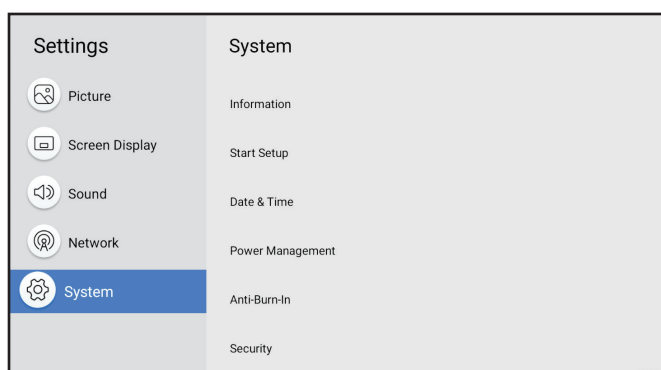 Settings
Picture
Screen Display
Sound
Network
System
System
Information
Start Setup
Date & Time
Power Management
Anti-Burn-In
Security